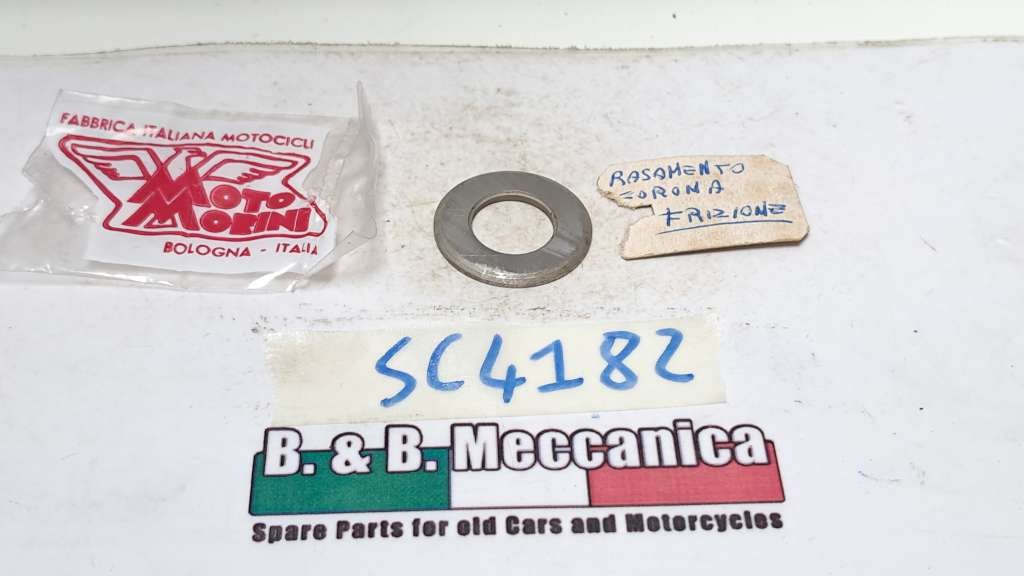 FABBRICA ITALIANA MOTOCICLI
MOTO
MORINI
BOLOGNA - ITALIA
RASAMENTO
CORONA
FRIZIONE
SC4182
B. & B. Meccanica
Spare Parts for old Cars and Motorcycles